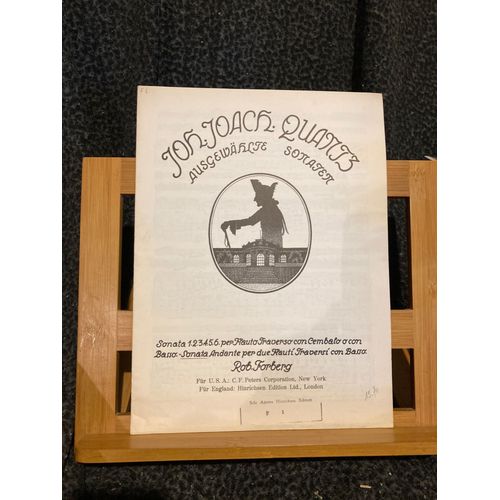 JOH. JOACH. QUANTZ
AUSGEWÄHLTE SONATEN
Sonata 1.2.3.4.5.6. per Flauto Traverso con Cembalo o con
Basso.-Sonata Andante per due Flauti Traversi con Basso.
Rob. Forberg
Für U. S. A.: C. F. Peters Corporation, New York
Für England: Hinrichsen Edition Ltd., London
Edition